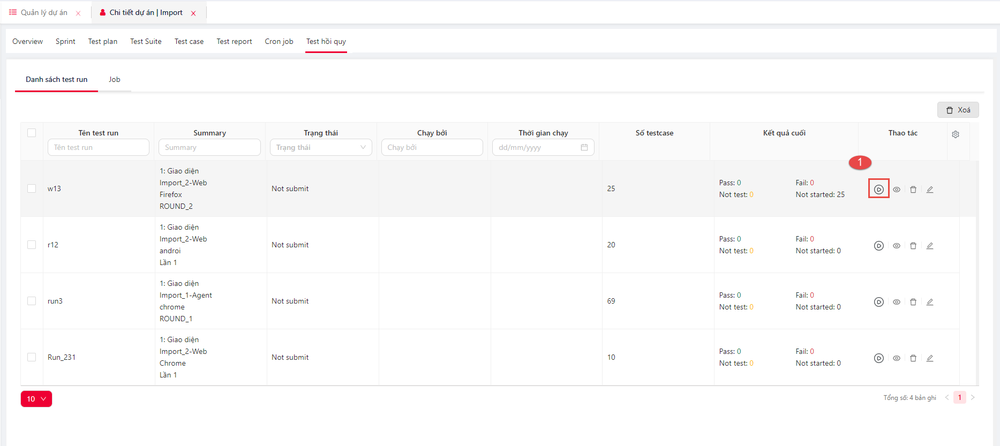 Quản lý dự án
Chi tiết dự án | Import
Overview Sprint Test plan Test Suite Test case Test report Cron job Test hồi quy
Danh sách test run Job
Xoá
Tên test run Summary Trạng thái Chạy bởi Thời gian chạy Số testcase Kết quả cuối Thao tác
Tên test run Summary Trạng thái Chạy bởi dd/mm/yyyy
1
w13
1: Giao diện
Import_2-Web
Firefox
ROUND_2
Not submit
25
Pass: 0 Fail: 0
Not test: 0 Not started: 25
r12
1: Giao diện
Import_2-Web
androi
Lần 1
Not submit
20
Pass: 0 Fail: 0
Not test: 0 Not started: 0
run3
1: Giao diện
Import_1-Agent
chrome
ROUND_1
Not submit
69
Pass: 0 Fail: 0
Not test: 0 Not started: 0
Run_231
1: Giao diện
Import_2-Web
Chrome
Lần 1
Not submit
10
Pass: 0 Fail: 0
Not test: 0 Not started: 0
10
Tổng số: 4 bản ghi 1